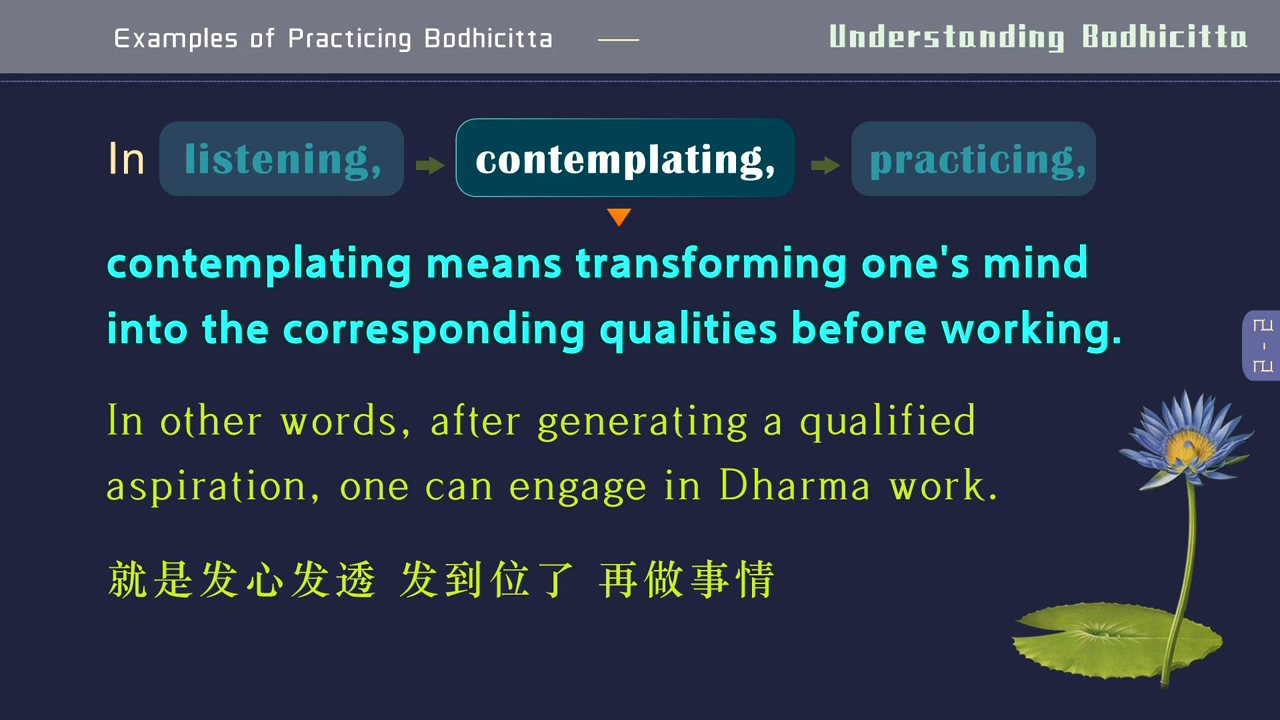 Examples of Practicing Bodhicitta —
Understanding Bodhicitta
In listening, contemplating, practicing,
contemplating means transforming one's mind
into the corresponding qualities before working.
In other words, after generating a qualified
aspiration, one can engage in Dharma work.
就是发心发透 发到位了 再做事情